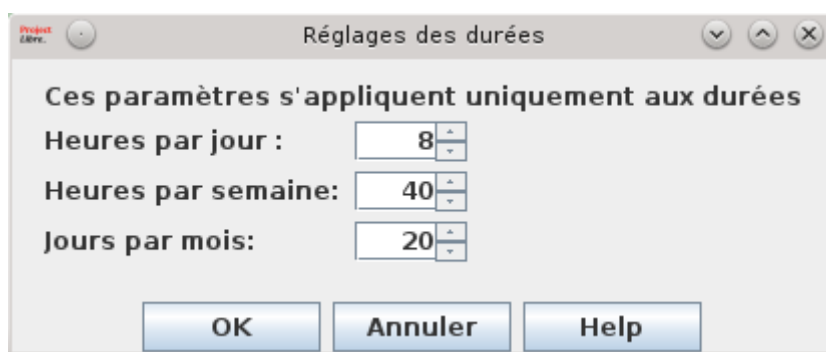 Project
Libre.
Réglages des durées
Ces paramètres s'appliquent uniquement aux durées
Heures par jour : 8
Heures par semaine: 40
Jours par mois: 20
OK Annuler Help